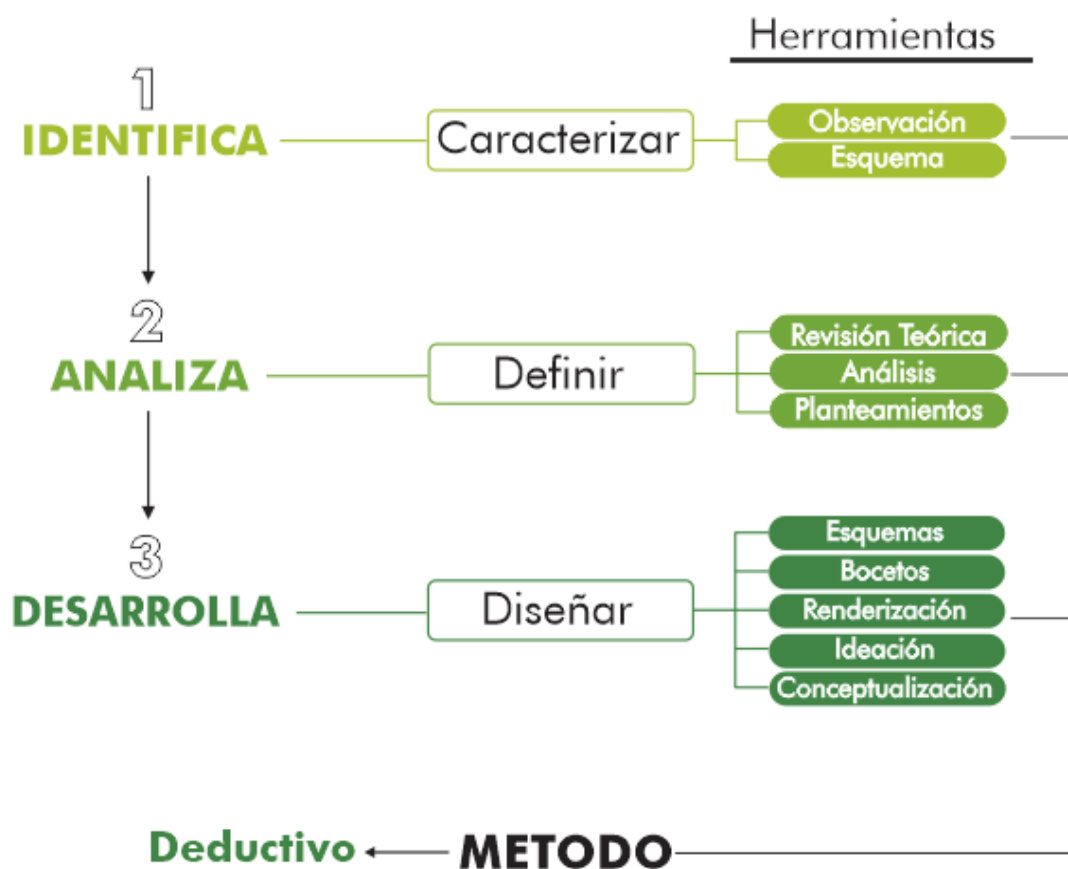 Herramientas
1
IDENTIFICA
Caracterizar
Observación
Esquema
2
ANALIZA
Definir
Revisión Teórica
Análisis
Planteamientos
3
DESARROLLA
Diseñar
Esquemas
Bocetos
Renderización
Ideación
Conceptualización
Deductivo
METODO